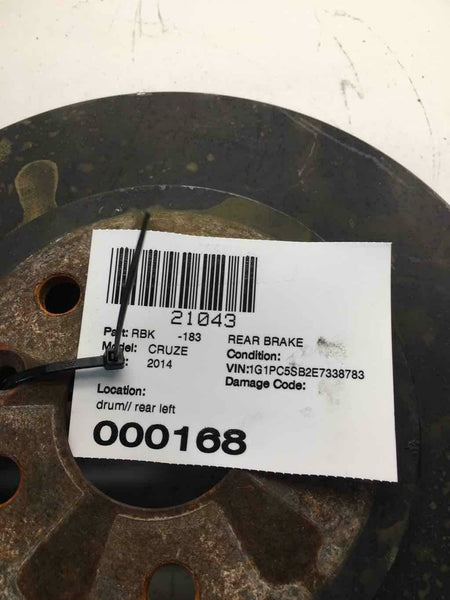 21043
Part: RBK -183 REAR BRAKE
Model: CRUZE Condition:
: 2014 VIN:1G1PC5SB2E7338783
Damage Code:
Location:
drum// rear left
000168